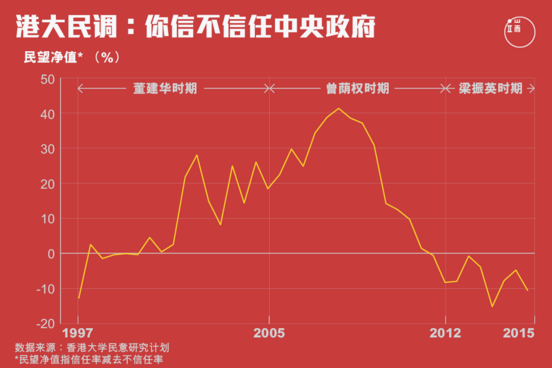 港大民调：你信不信任中央政府
民望净值*（%）
50
董建华时期
曾荫权时期
梁振英时期
40
30
20
10
0
-10
-20
1997
2005
2012
2015
数据来源：香港大学民意研究计划
*民望净值指信任率减去不信任率